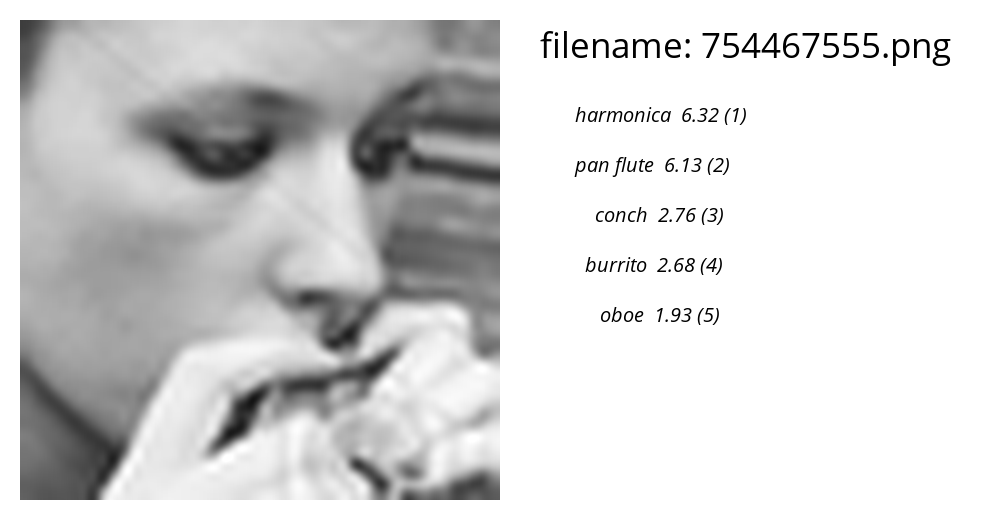 filename: 754467555.png
harmonica 6.32 (1)
pan flute 6.13 (2)
conch 2.76 (3)
burrito 2.68 (4)
oboe 1.93 (5)